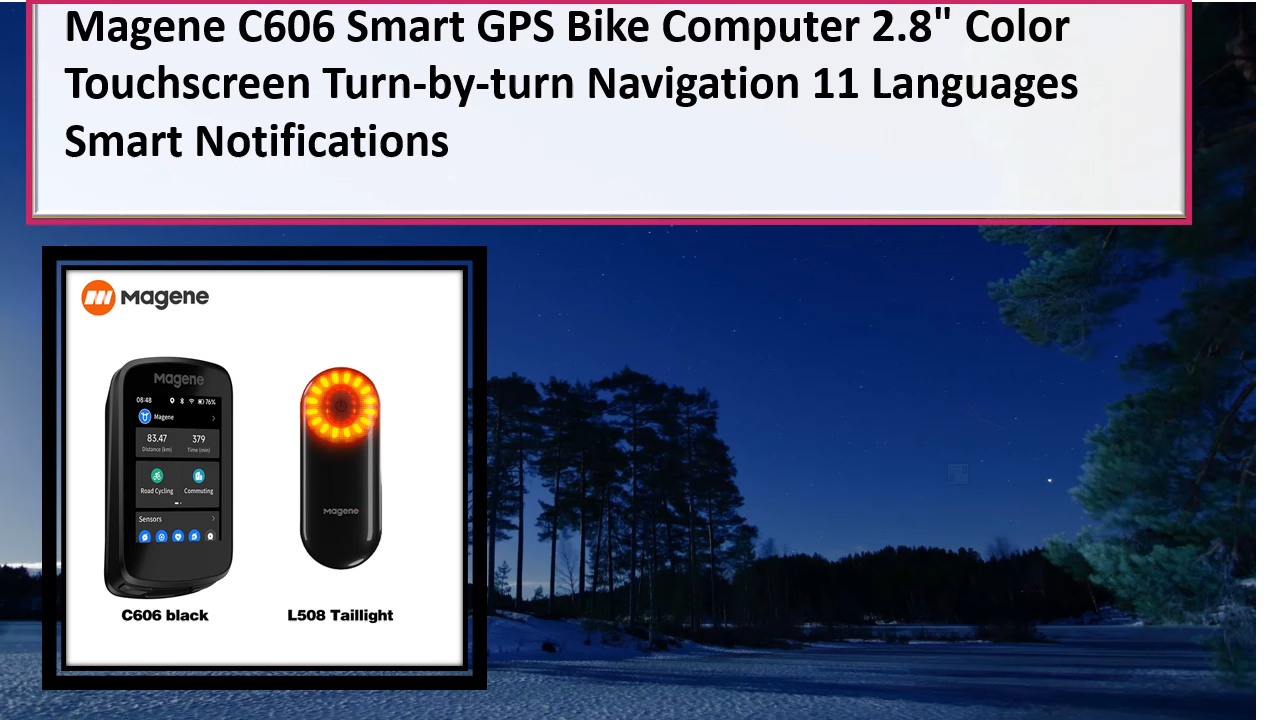 Magene C606 Smart GPS Bike Computer 2.8" Color
Touchscreen Turn-by-turn Navigation 11 Languages
Smart Notifications
Magene
Magene
08:48 76%
Magene
83.47 379
Distance (km) Time (min)
Road Cycling Commuting
Sensors
Magene
C606 black L508 Taillight